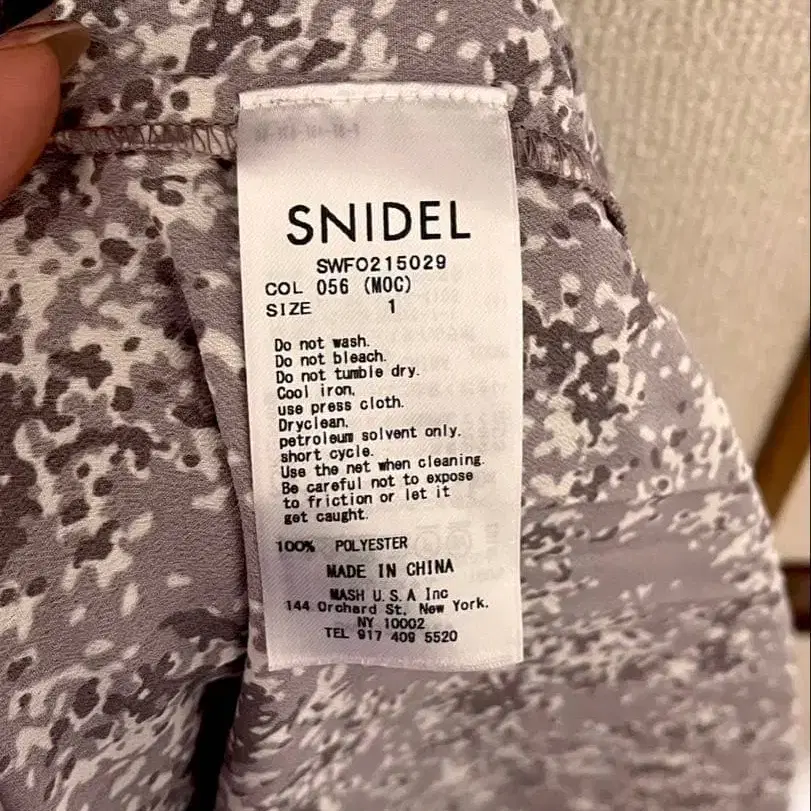 SNIDEL
SWFO215029
COL 056 (MOC)
SIZE 1
Do not wash.
Do not bleach.
Do not tumble dry.
Cool iron,
use press cloth.
Dryclean,
petroleum solvent only.
short cycle.
Use the net when cleaning.
Be careful not to expose
to friction or let it
get caught.
100% POLYESTER
MADE IN CHINA
MASH U.S.A Inc
144 Orchard St, New York.
NY 10002
TEL 917 409 5520